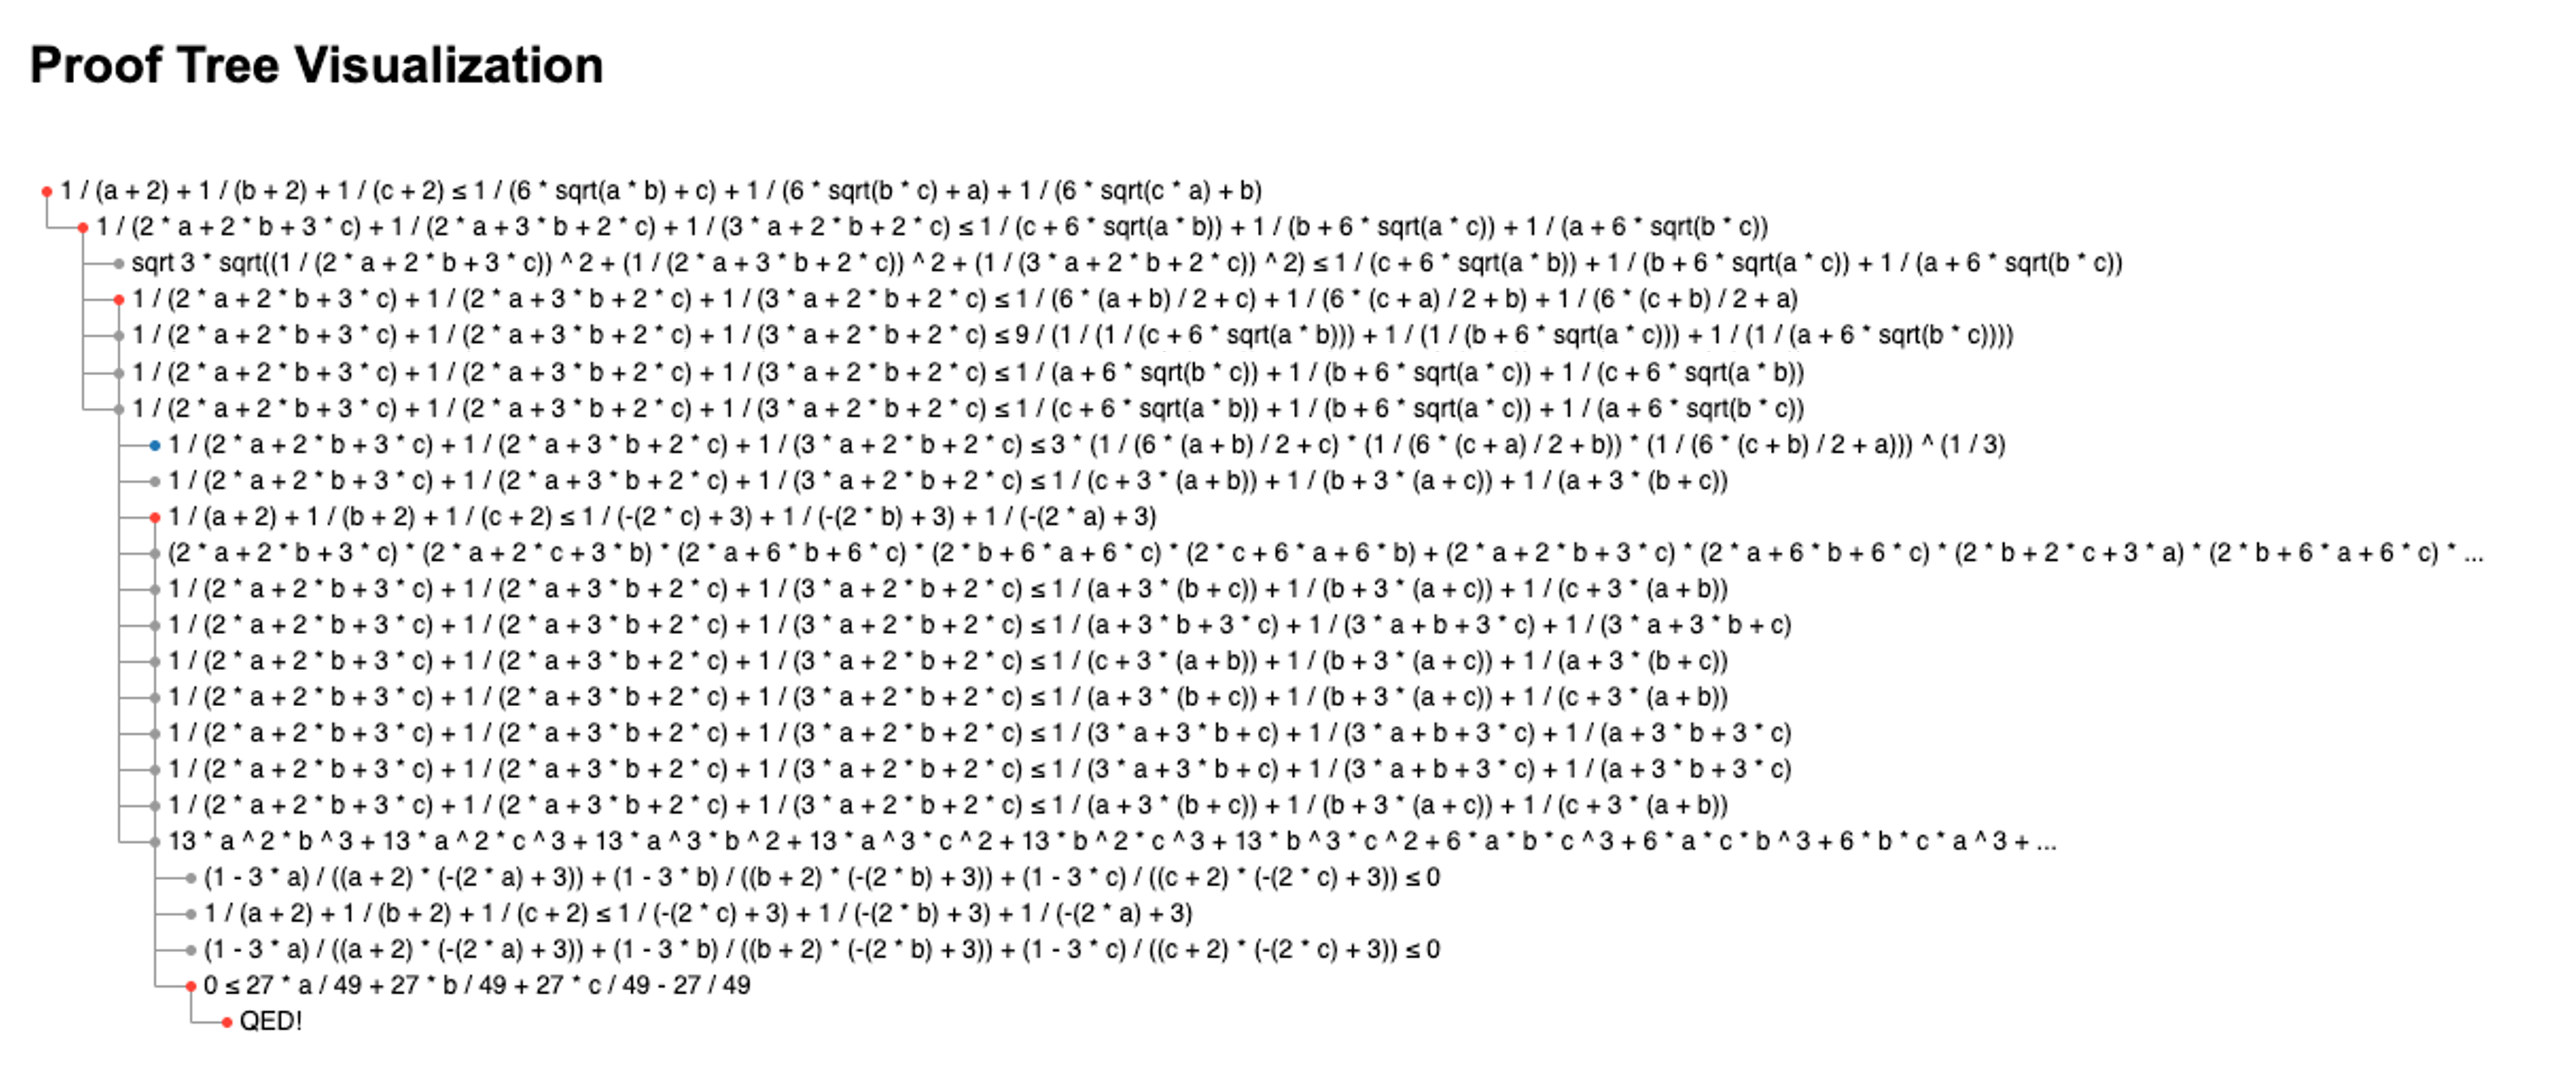 Proof Tree Visualization
1 / (a + 2) + 1 / (b + 2) + 1 / (c + 2) ≤ 1 / (6 * sqrt(a * b) + c) + 1 / (6 * sqrt(b * c) + a) + 1 / (6 * sqrt(c * a) + b)
1 / (2 * a + 2 * b + 3 * c) + 1 / (2 * a + 3 * b + 2 * c) + 1 / (3 * a + 2 * b + 2 * c) ≤ 1 / (c + 6 * sqrt(a * b)) + 1 / (b + 6 * sqrt(a * c)) + 1 / (a + 6 * sqrt(b * c))
sqrt 3 * sqrt((1 / (2 * a + 2 * b + 3 * c)) ^ 2 + (1 / (2 * a + 3 * b + 2 * c)) ^ 2 + (1 / (3 * a + 2 * b + 2 * c)) ^ 2) ≤ 1 / (c + 6 * sqrt(a * b)) + 1 / (b + 6 * sqrt(a * c)) + 1 / (a + 6 * sqrt(b * c))
1 / (2 * a + 2 * b + 3 * c) + 1 / (2 * a + 3 * b + 2 * c) + 1 / (3 * a + 2 * b + 2 * c) ≤ 1 / (6 * (a + b) / 2 + c) + 1 / (6 * (c + a) / 2 + b) + 1 / (6 * (c + b) / 2 + a)
1 / (2 * a + 2 * b + 3 * c) + 1 / (2 * a + 3 * b + 2 * c) + 1 / (3 * a + 2 * b + 2 * c) ≤ 9 / (1 / (1 / (c + 6 * sqrt(a * b))) + 1 / (1 / (b + 6 * sqrt(a * c))) + 1 / (1 / (a + 6 * sqrt(b * c))))
1 / (2 * a + 2 * b + 3 * c) + 1 / (2 * a + 3 * b + 2 * c) + 1 / (3 * a + 2 * b + 2 * c) ≤ 1 / (a + 6 * sqrt(b * c)) + 1 / (b + 6 * sqrt(a * c)) + 1 / (c + 6 * sqrt(a * b))
1 / (2 * a + 2 * b + 3 * c) + 1 / (2 * a + 3 * b + 2 * c) + 1 / (3 * a + 2 * b + 2 * c) ≤ 1 / (c + 6 * sqrt(a * b)) + 1 / (b + 6 * sqrt(a * c)) + 1 / (a + 6 * sqrt(b * c))
1 / (2 * a + 2 * b + 3 * c) + 1 / (2 * a + 3 * b + 2 * c) + 1 / (3 * a + 2 * b + 2 * c) ≤ 3 * (1 / (6 * (a + b) / 2 + c) * (1 / (6 * (c + a) / 2 + b)) * (1 / (6 * (c + b) / 2 + a))) ^ (1 / 3)
1 / (2 * a + 2 * b + 3 * c) + 1 / (2 * a + 3 * b + 2 * c) + 1 / (3 * a + 2 * b + 2 * c) ≤ 1 / (c + 3 * (a + b)) + 1 / (b + 3 * (a + c)) + 1 / (a + 3 * (b + c))
1 / (a + 2) + 1 / (b + 2) + 1 / (c + 2) ≤ 1 / (-(2 * c) + 3) + 1 / (-(2 * b) + 3) + 1 / (-(2 * a) + 3)
(2 * a + 2 * b + 3 * c) * (2 * a + 2 * c + 3 * b) * (2 * a + 6 * b + 6 * c) * (2 * b + 6 * a + 6 * c) * (2 * c + 6 * a + 6 * b) + (2 * a + 2 * b + 3 * c) * (2 * a + 6 * b + 6 * c) * (2 * b + 2 * c + 3 * a) * (2 * b + 6 * a + 6 * c) * ...
1 / (2 * a + 2 * b + 3 * c) + 1 / (2 * a + 3 * b + 2 * c) + 1 / (3 * a + 2 * b + 2 * c) ≤ 1 / (a + 3 * (b + c)) + 1 / (b + 3 * (a + c)) + 1 / (c + 3 * (a + b))
1 / (2 * a + 2 * b + 3 * c) + 1 / (2 * a + 3 * b + 2 * c) + 1 / (3 * a + 2 * b + 2 * c) ≤ 1 / (a + 3 * b + 3 * c) + 1 / (3 * a + b + 3 * c) + 1 / (3 * a + 3 * b + c)
1 / (2 * a + 2 * b + 3 * c) + 1 / (2 * a + 3 * b + 2 * c) + 1 / (3 * a + 2 * b + 2 * c) ≤ 1 / (c + 3 * (a + b)) + 1 / (b + 3 * (a + c)) + 1 / (a + 3 * (b + c))
1 / (2 * a + 2 * b + 3 * c) + 1 / (2 * a + 3 * b + 2 * c) + 1 / (3 * a + 2 * b + 2 * c) ≤ 1 / (a + 3 * (b + c)) + 1 / (b + 3 * (a + c)) + 1 / (c + 3 * (a + b))
1 / (2 * a + 2 * b + 3 * c) + 1 / (2 * a + 3 * b + 2 * c) + 1 / (3 * a + 2 * b + 2 * c) ≤ 1 / (3 * a + 3 * b + c) + 1 / (3 * a + b + 3 * c) + 1 / (a + 3 * b + 3 * c)
1 / (2 * a + 2 * b + 3 * c) + 1 / (2 * a + 3 * b + 2 * c) + 1 / (3 * a + 2 * b + 2 * c) ≤ 1 / (3 * a + 3 * b + c) + 1 / (3 * a + b + 3 * c) + 1 / (a + 3 * b + 3 * c)
1 / (2 * a + 2 * b + 3 * c) + 1 / (2 * a + 3 * b + 2 * c) + 1 / (3 * a + 2 * b + 2 * c) ≤ 1 / (a + 3 * (b + c)) + 1 / (b + 3 * (a + c)) + 1 / (c + 3 * (a + b))
13 * a ^ 2 * b ^ 3 + 13 * a ^ 2 * c ^ 3 + 13 * a ^ 3 * b ^ 2 + 13 * a ^ 3 * c ^ 2 + 13 * b ^ 2 * c ^ 3 + 13 * b ^ 3 * c ^ 2 + 6 * a * b * c ^ 3 + 6 * a * c * b ^ 3 + 6 * b * c * a ^ 3 + ...
(1 - 3 * a) / ((a + 2) * (-(2 * a) + 3)) + (1 - 3 * b) / ((b + 2) * (-(2 * b) + 3)) + (1 - 3 * c) / ((c + 2) * (-(2 * c) + 3)) ≤ 0
1 / (a + 2) + 1 / (b + 2) + 1 / (c + 2) ≤ 1 / (-(2 * c) + 3) + 1 / (-(2 * b) + 3) + 1 / (-(2 * a) + 3)
(1 - 3 * a) / ((a + 2) * (-(2 * a) + 3)) + (1 - 3 * b) / ((b + 2) * (-(2 * b) + 3)) + (1 - 3 * c) / ((c + 2) * (-(2 * c) + 3)) ≤ 0
0 ≤ 27 * a / 49 + 27 * b / 49 + 27 * c / 49 - 27 / 49
QED!